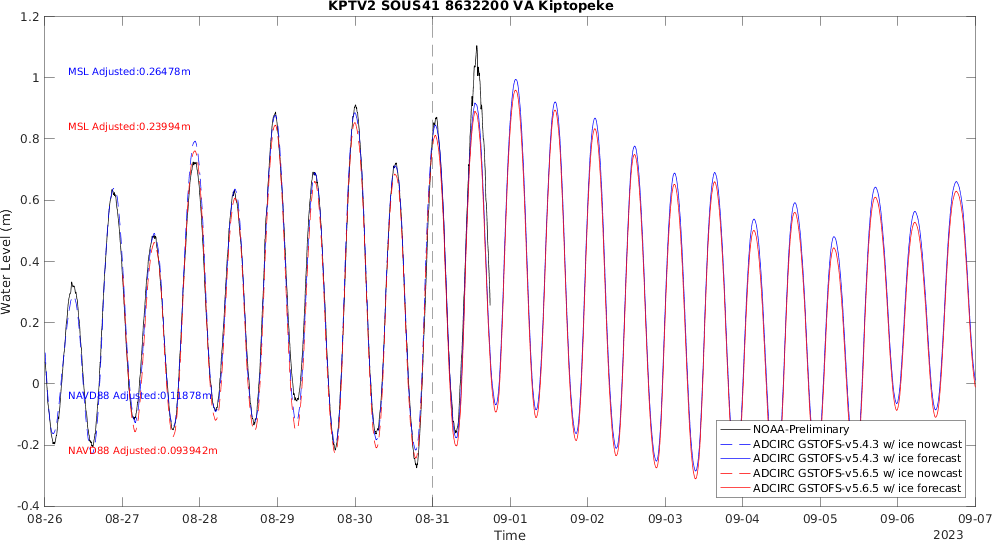 KPTV2 SOUS41 8632200 VA Kiptopeke
1.2
1
0.8
0.6
0.4
0.2
0
-0.2
-0.4
Water Level (m)
MSL Adjusted:0.26478m
MSL Adjusted:0.23994m
NAVD88 Adjusted:0.11878m
NAVD88 Adjusted:0.093942m
NOAA-Preliminary
ADCIRC GSTOFS-v5.4.3 w/ ice nowcast
ADCIRC GSTOFS-v5.4.3 w/ ice forecast
ADCIRC GSTOFS-v5.6.5 w/ ice nowcast
ADCIRC GSTOFS-v5.6.5 w/ ice forecast
08-26 08-27 08-28 08-29 08-30 08-31 09-01 09-02 09-03 09-04 09-05 09-06 09-07
Time
2023